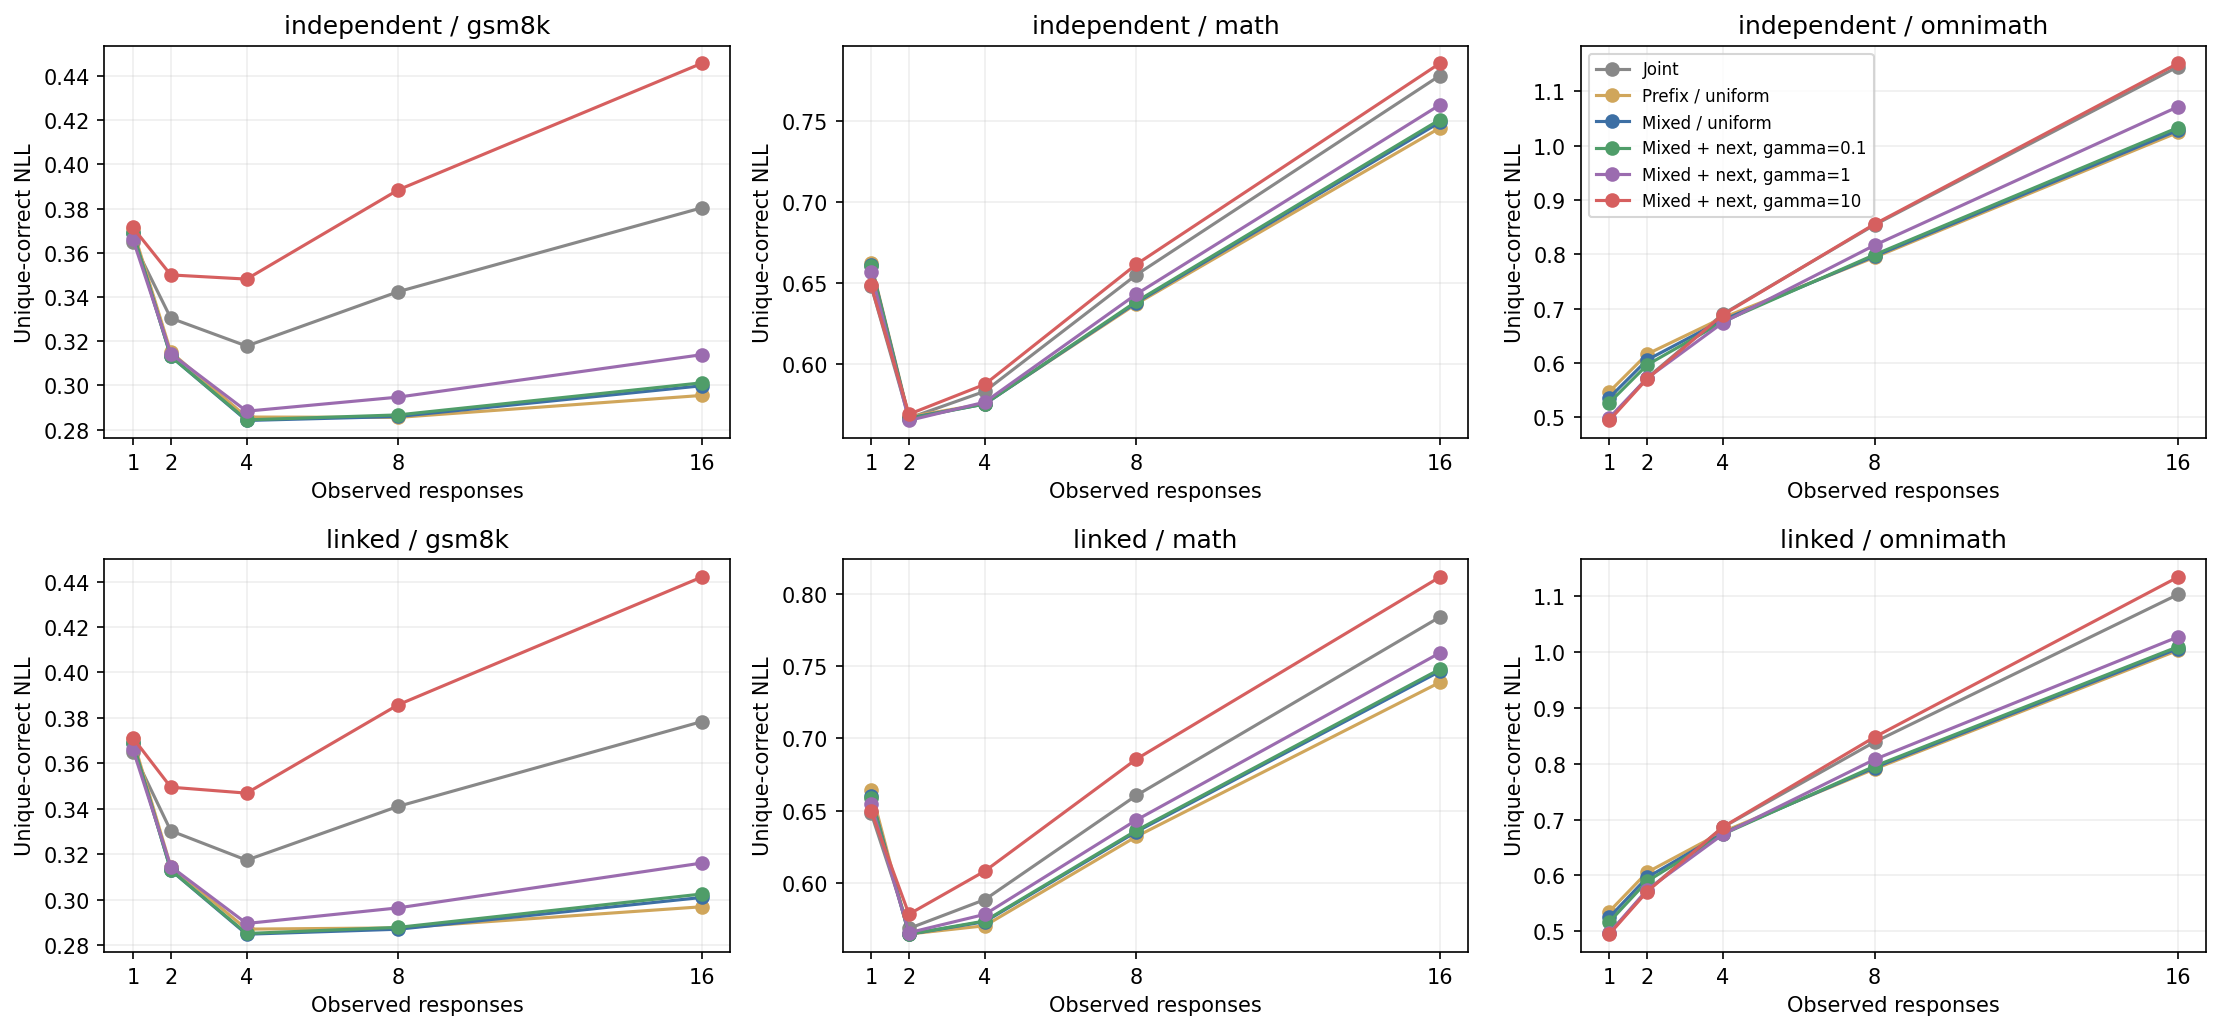 independent / gsm8k
Unique-correct NLL
0.44
0.42
0.40
0.38
0.36
0.34
0.32
0.30
0.28
1 2 4 8 16
Observed responses
independent / math
Unique-correct NLL
0.75
0.70
0.65
0.60
1 2 4 8 16
Observed responses
independent / omnimath
Unique-correct NLL
1.1
1.0
0.9
0.8
0.7
0.6
0.5
Joint
Prefix / uniform
Mixed / uniform
Mixed + next, gamma=0.1
Mixed + next, gamma=1
Mixed + next, gamma=10
1 2 4 8 16
Observed responses
linked / gsm8k
Unique-correct NLL
0.44
0.42
0.40
0.38
0.36
0.34
0.32
0.30
0.28
1 2 4 8 16
Observed responses
linked / math
Unique-correct NLL
0.80
0.75
0.70
0.65
0.60
1 2 4 8 16
Observed responses
linked / omnimath
Unique-correct NLL
1.1
1.0
0.9
0.8
0.7
0.6
0.5
1 2 4 8 16
Observed responses